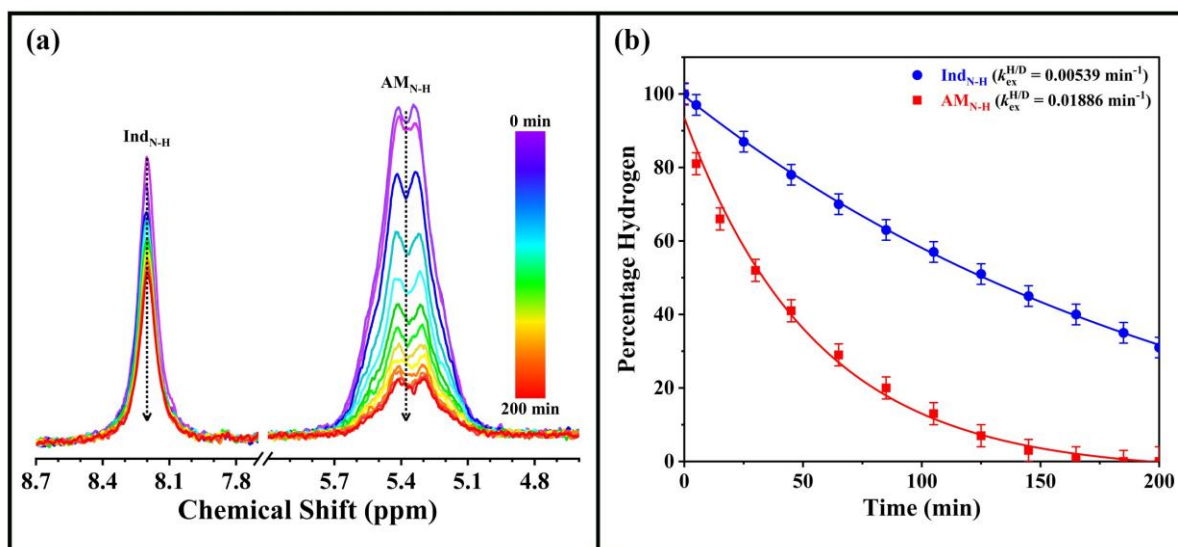 (a)
Ind_N-H
AM_N-H
0 min
200 min
8.7 8.4 8.1 7.8 5.7 5.4 5.1 4.8
Chemical Shift (ppm)
(b)
Ind_N-H (k_ex^H/D = 0.00539 min⁻¹)
AM_N-H (k_ex^H/D = 0.01886 min⁻¹)
100
80
60
40
20
0
Percentage Hydrogen
0 50 100 150 200
Time (min)